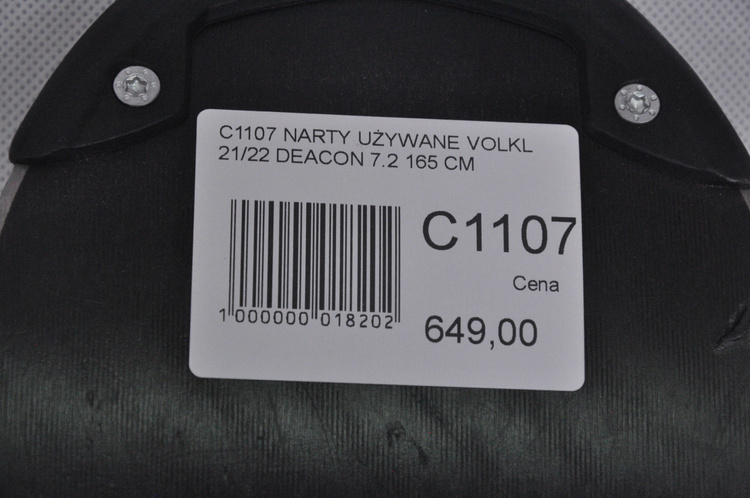 C1107 NARTY UŻYWANE VOLKL
21/22 DEACON 7.2 165 CM
C1107
Cena
1 000000 018202
649,00